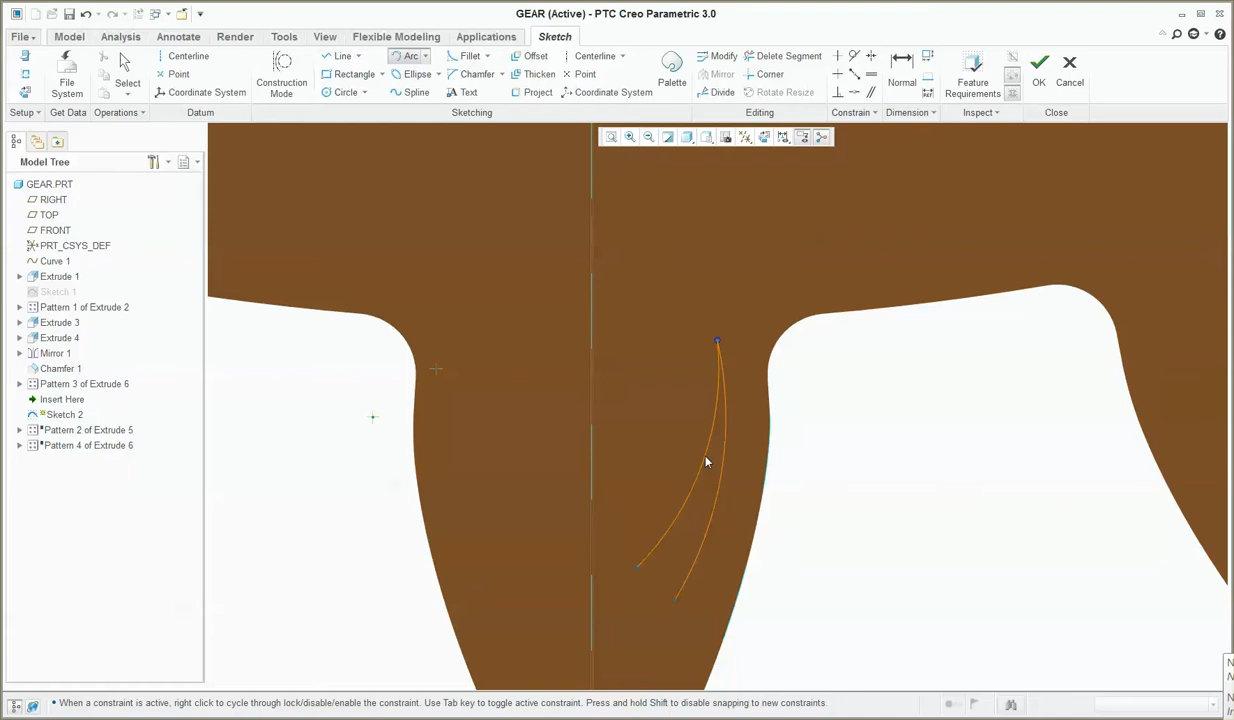 GEAR (Active) - PTC Creo Parametric 3.0
File Model Analysis Annotate Render Tools View Flexible Modeling Applications Sketch
Centerline Line Arc Fillet Offset Centerline Modify Delete Segment
Point Rectangle Ellipse Chamfer Thicken Point Mirror Corner
Coordinate System Circle Spline Text Project Coordinate System Divide Rotate Resize
File System Select Construction Mode Palette Normal Feature Requirements OK Cancel
Setup Get Data Operations Datum Sketching Editing Constrain Dimension Inspect Close
Model Tree
GEAR.PRT
RIGHT
TOP
FRONT
PRT_CSYS_DEF
Curve 1
Extrude 1
Sketch 1
Pattern 1 of Extrude 2
Extrude 3
Extrude 4
Mirror 1
Chamfer 1
Pattern 3 of Extrude 6
Insert Here
Sketch 2
Pattern 2 of Extrude 5
Pattern 4 of Extrude 6
When a constraint is active, right click to cycle through lock/disable/enable the constraint. Use Tab key to toggle active constraint. Press and hold Shift to disable snapping to new constraints.